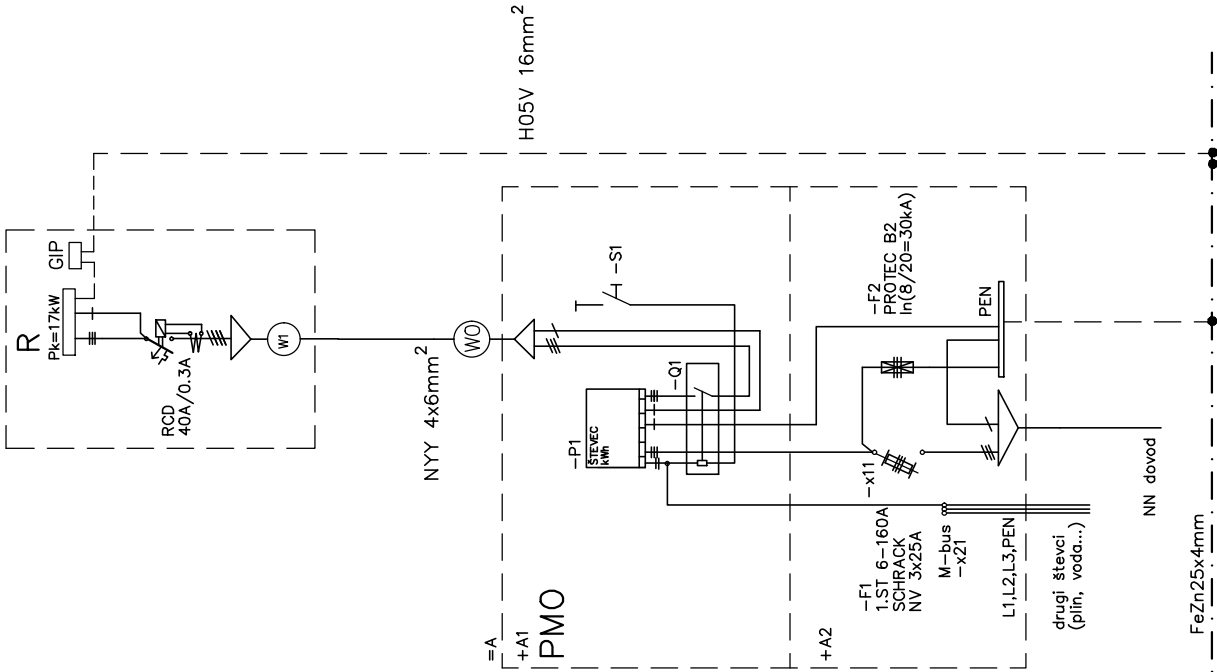 R
Pk=17kW
GIP
RCD
40A/0.3A
W1
H05V 16mm²
NYY 4x6mm²
W0
=A
+A1
PMO
-S1
-P1
ŠTEVEC
kWh
-Q1
+A2
-F2
PROTEC B2
In(8/20=30kA)
PEN
-x11
-F1
1.ST 6-160A
SCHRACK
NV 3x25A
M-bus
-x21
L1,L2,L3,PEN
drugi števci
(plin, voda...)
NN dovod
FeZn25x4mm